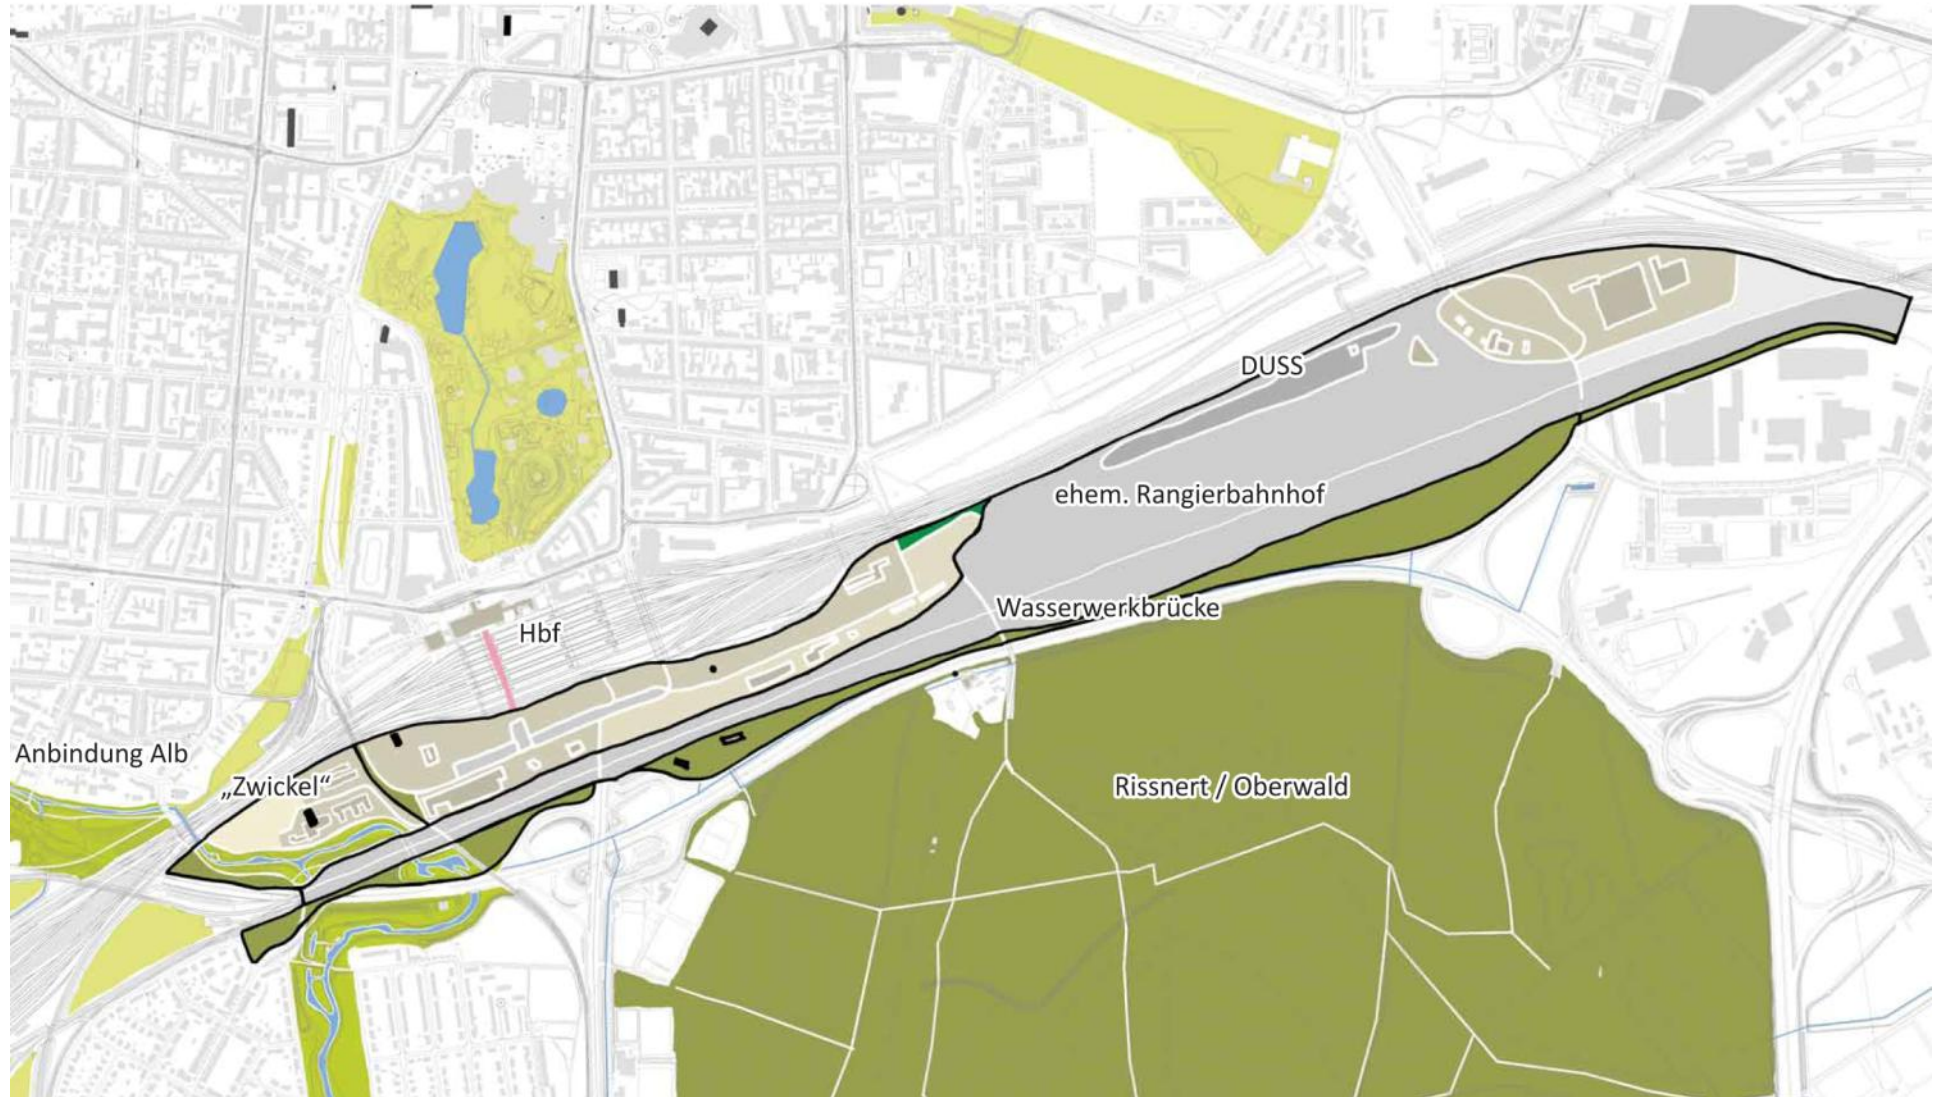 DUSS
ehem. Rangierbahnhof
Wasserwerkbrücke
Hbf
Anbindung Alb
„Zwickel“
Rissnert / Oberwald